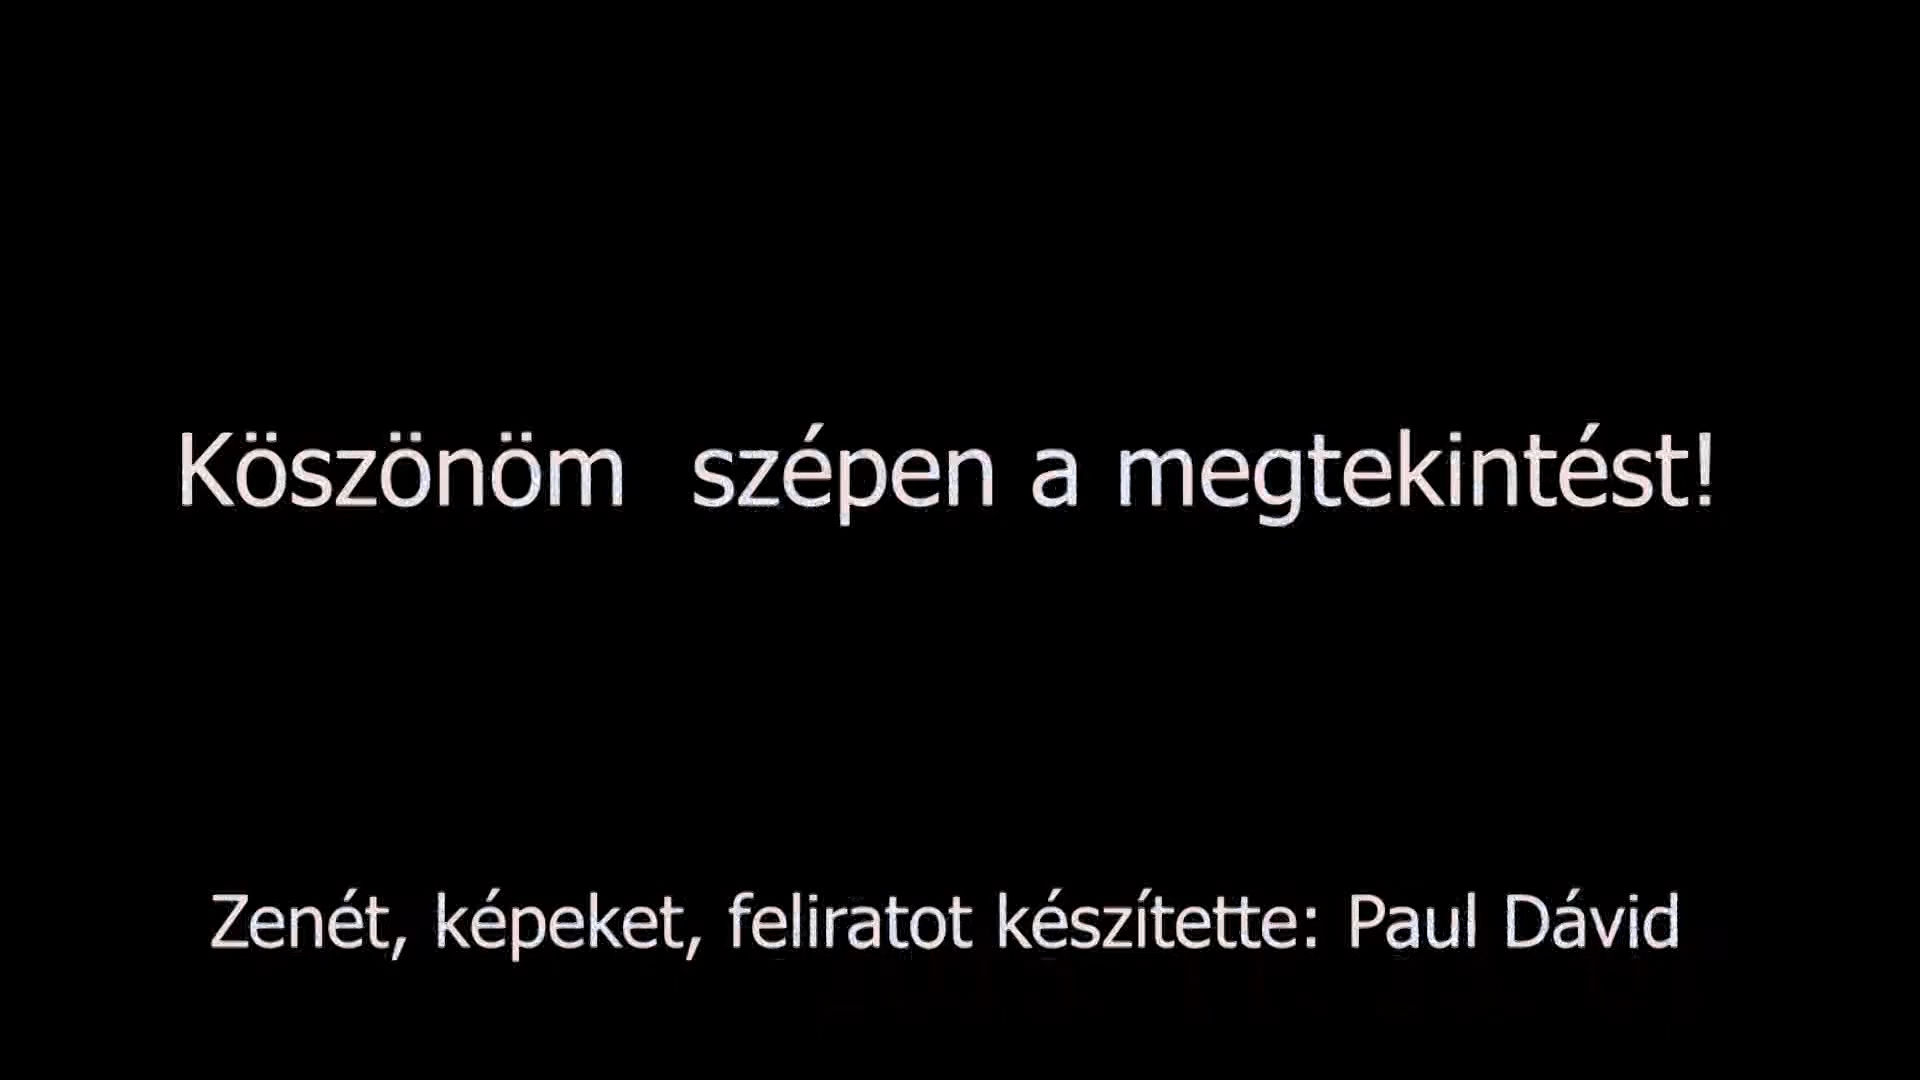 Köszönöm  szépen a megtekintést!
Zenét, képeket, feliratot készítette: Paul Dávid